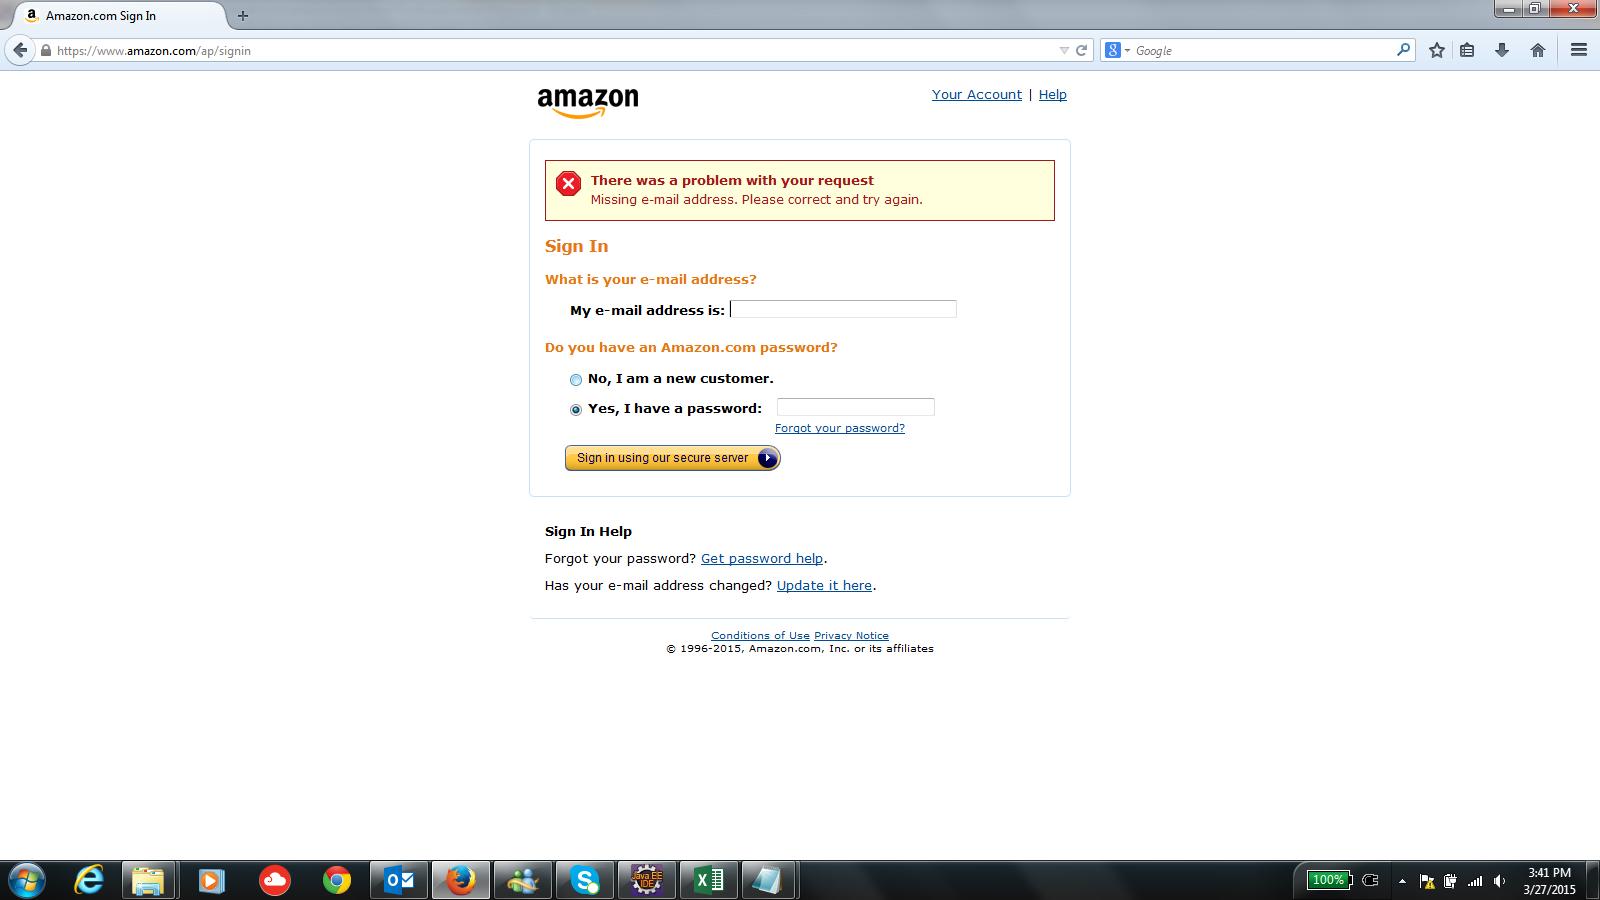 Amazon.com Sign In
https://www.amazon.com/ap/signin
Google
amazon
Your Account | Help
There was a problem with your request
Missing e-mail address. Please correct and try again.
Sign In
What is your e-mail address?
My e-mail address is:
Do you have an Amazon.com password?
No, I am a new customer.
Yes, I have a password:
Forgot your password?
Sign in using our secure server
Sign In Help
Forgot your password? Get password help.
Has your e-mail address changed? Update it here.
Conditions of Use Privacy Notice
© 1996-2015, Amazon.com, Inc. or its affiliates
Java EE
IDE
100%
3:41 PM
3/27/2015